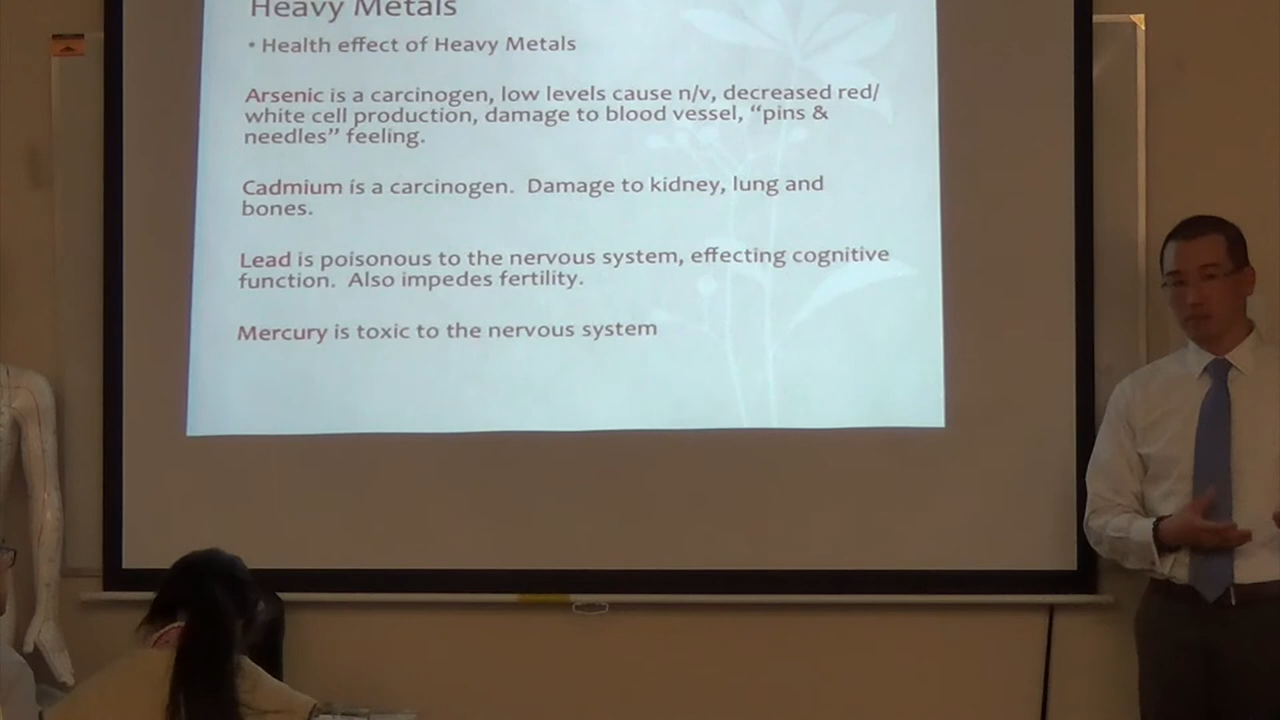 Heavy Metals
• Health effect of Heavy Metals
Arsenic is a carcinogen, low levels cause n/v, decreased red/
white cell production, damage to blood vessel, “pins &
needles” feeling.
Cadmium is a carcinogen. Damage to kidney, lung and
bones.
Lead is poisonous to the nervous system, effecting cognitive
function. Also impedes fertility.
Mercury is toxic to the nervous system